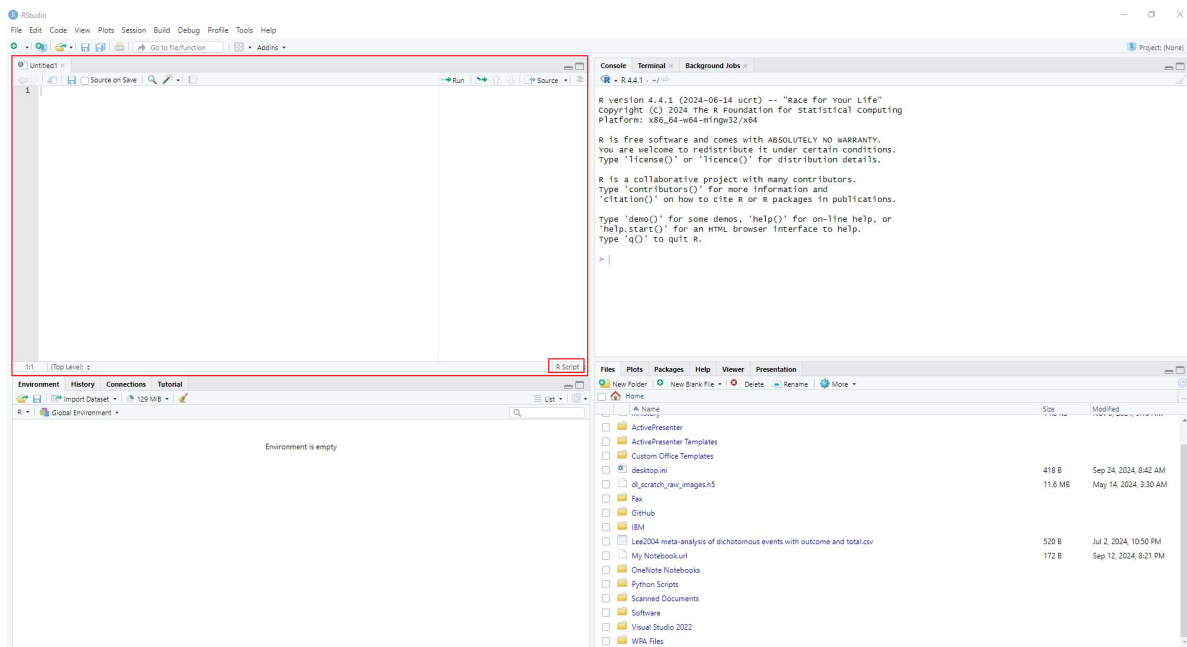 RStudio
File Edit Code View Plots Session Build Debug Profile Tools Help
Go to file/function Addins Project: (None)
Untitled1
Source on Save Run Source
1
1:1 (Top Level) R Script
Environment History Connections Tutorial
Import Dataset 129 MiB List
R Global Environment
Environment is empty
Console Terminal Background Jobs
R 4.4.1 · ~/
R version 4.4.1 (2024-06-14 ucrt) -- "Race for Your Life"
Copyright (C) 2024 The R Foundation for Statistical Computing
Platform: x86_64-w64-mingw32/x64
R is free software and comes with ABSOLUTELY NO WARRANTY.
You are welcome to redistribute it under certain conditions.
Type 'license()' or 'licence()' for distribution details.
R is a collaborative project with many contributors.
Type 'contributors()' for more information and
'citation()' on how to cite R or R packages in publications.
Type 'demo()' for some demos, 'help()' for on-line help, or
'help.start()' for an HTML browser interface to help.
Type 'q()' to quit R.
>
Files Plots Packages Help Viewer Presentation
New Folder New Blank File Delete Rename More
Home
Name Size Modified
ActivePresenter
ActivePresenter Templates
Custom Office Templates
desktop.ini 418 B Sep 24, 2024, 8:42 AM
dl_scratch_raw_images.h5 11.6 MB May 14, 2024, 3:30 AM
Fax
GitHub
IBM
Lee2004 meta-analysis of dichotomous events with outcome and total.csv 520 B Jul 2, 2024, 10:50 PM
My Notebook.url 172 B Sep 12, 2024, 8:21 PM
OneNote Notebooks
Python Scripts
Scanned Documents
Software
Visual Studio 2022
WPA Files